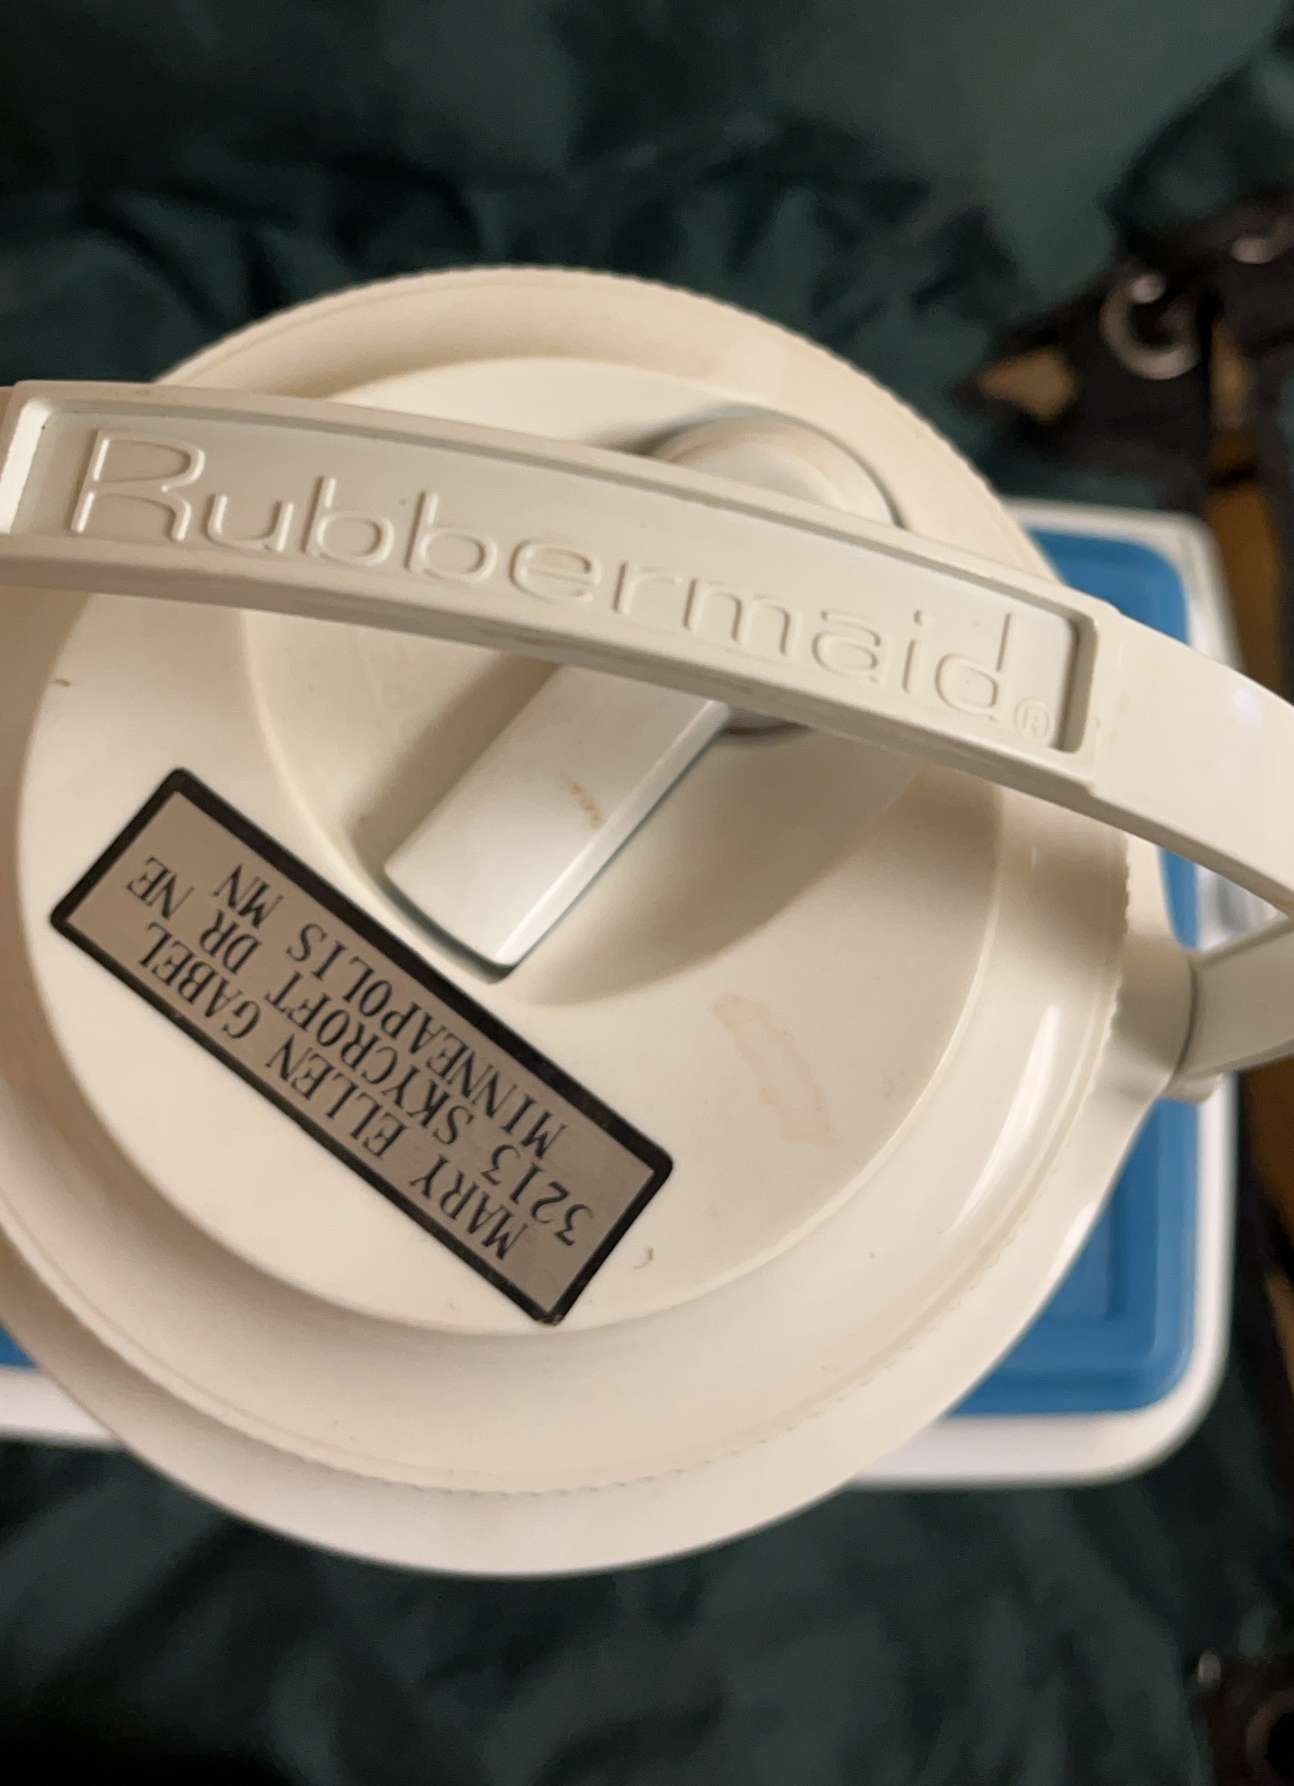 Rubbermaid®
MARY ELLEN GABEL
3213 SKYCROFT DR NE
MINNEAPOLIS MN